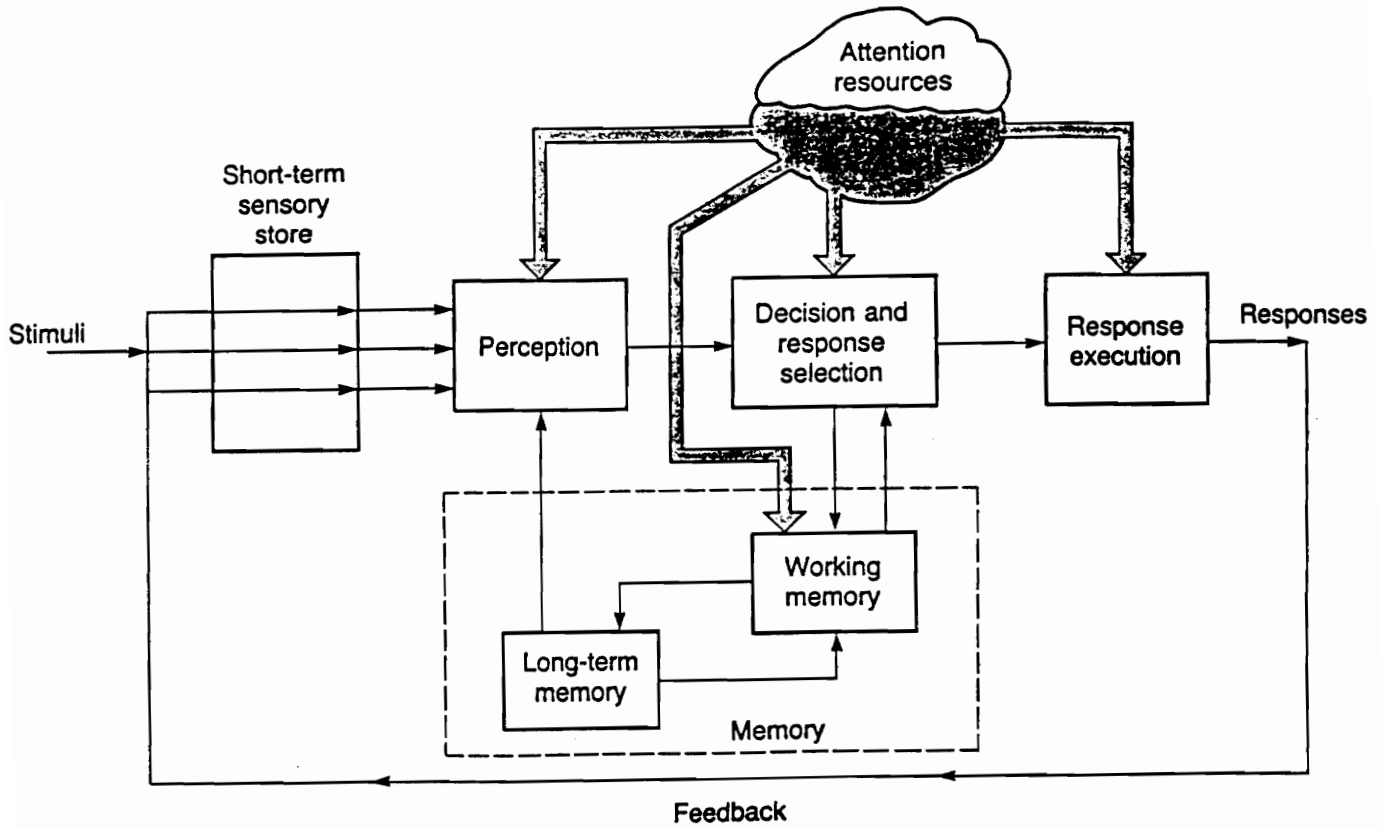 Attention
resources
Short-term
sensory
store
Stimuli
Perception
Decision and
response
selection
Response
execution
Responses
Working
memory
Long-term
memory
Memory
Feedback